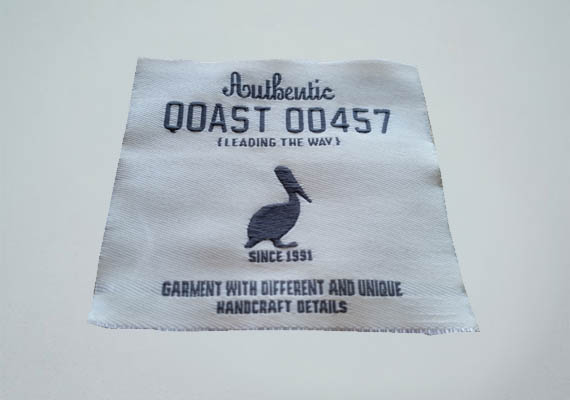 Authentic
QOAST 00457
{LEADING THE WAY}
SINCE 1991
GARMENT WITH DIFFERENT AND UNIQUE
HANDCRAFT DETAILS